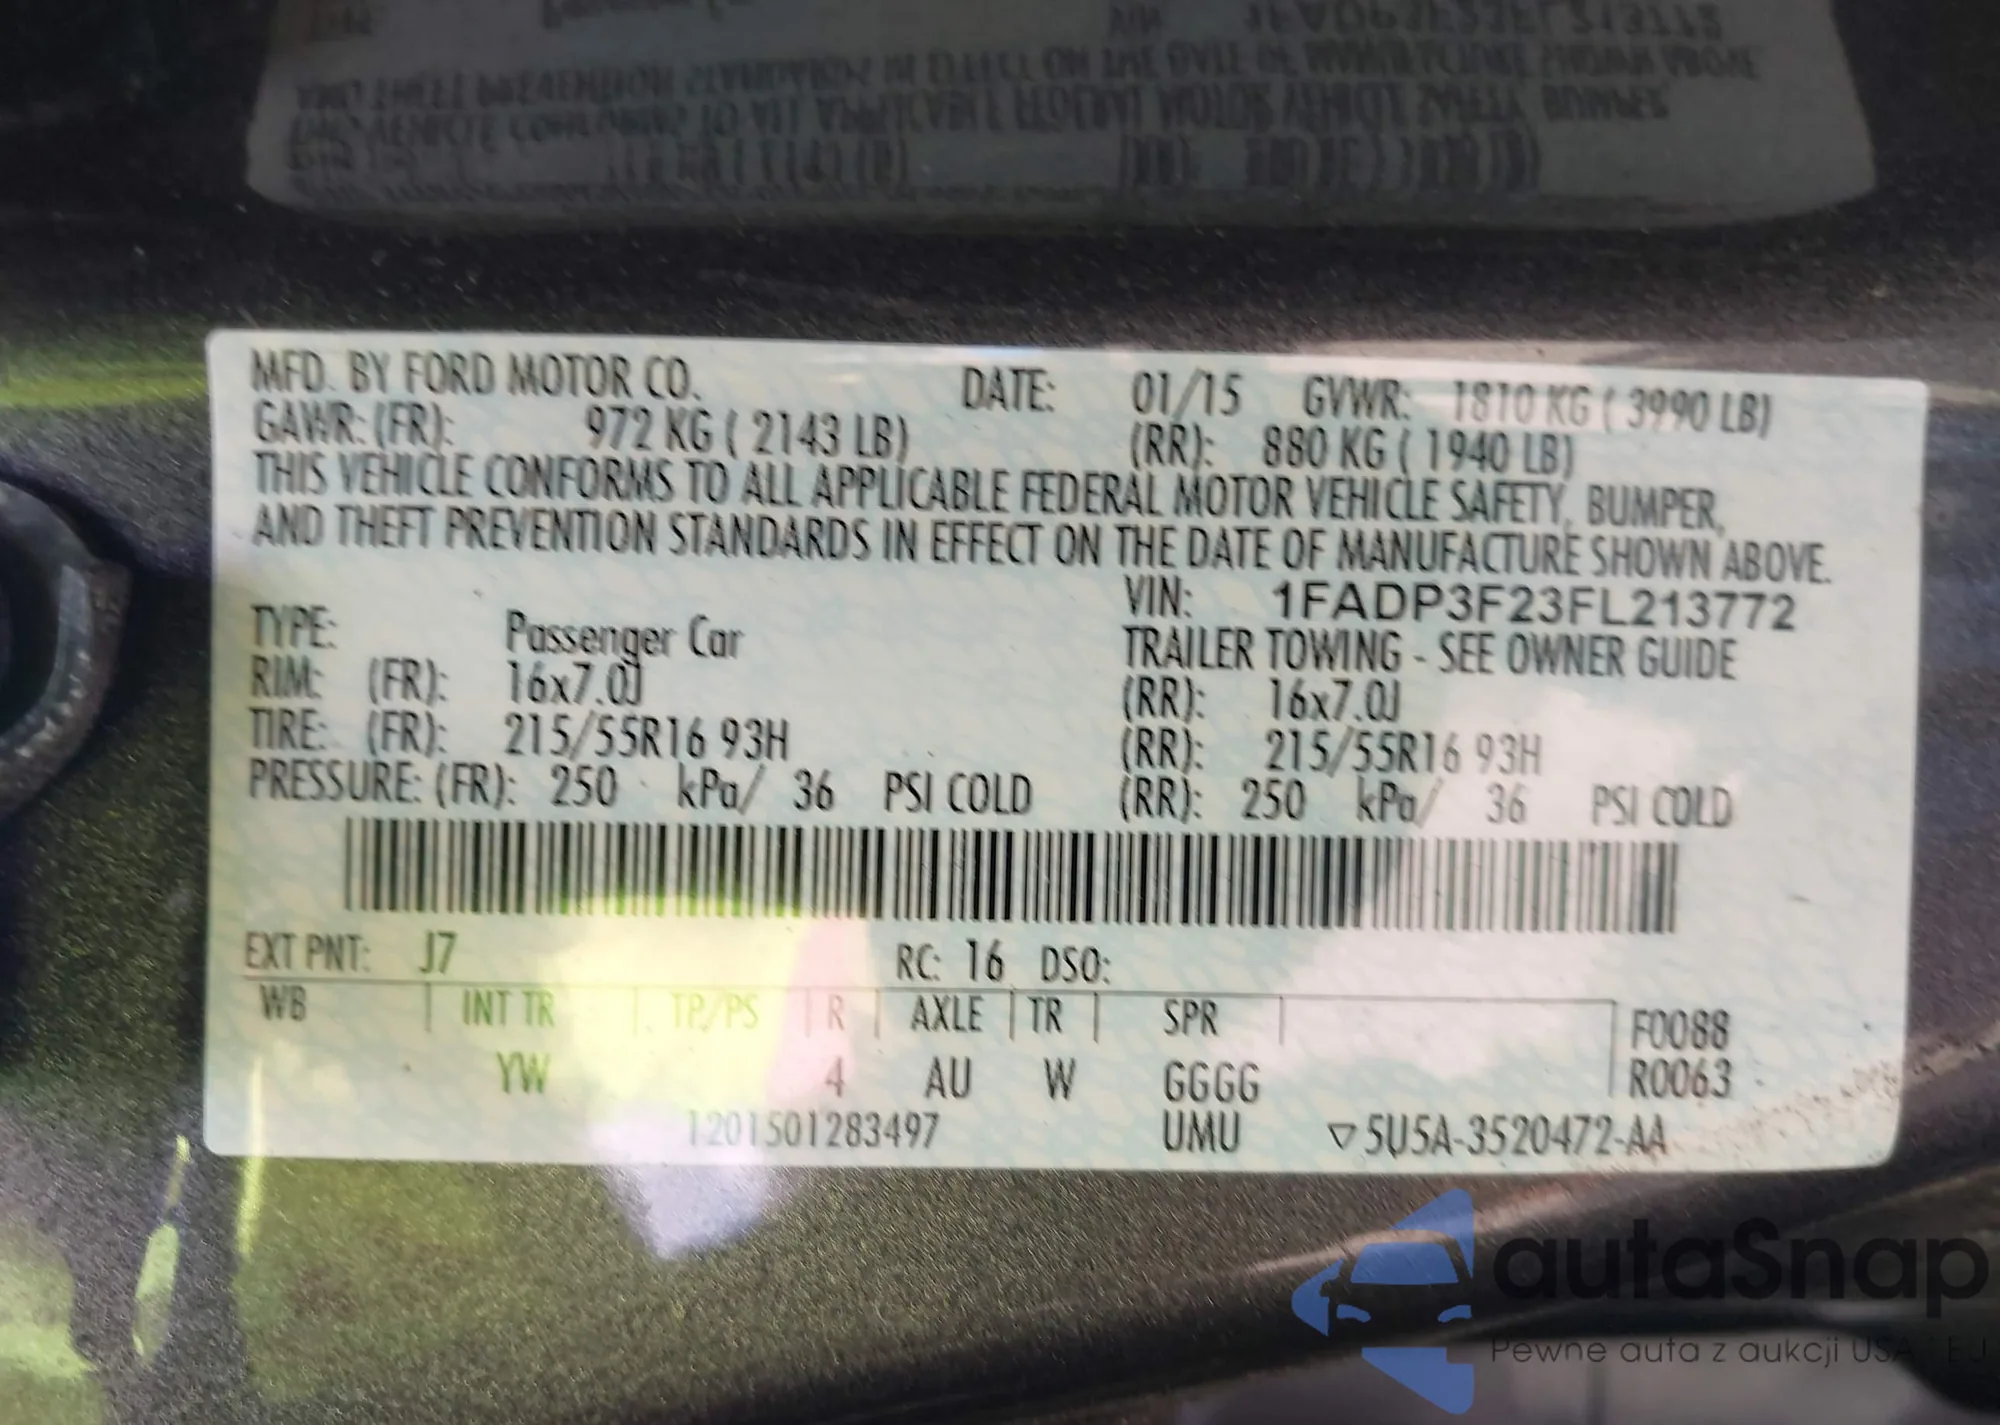 MFD. BY FORD MOTOR CO. DATE: 01/15 GVWR: 1810 KG ( 3990 LB)
GAWR: (FR): 972 KG ( 2143 LB) (RR): 880 KG ( 1940 LB)
THIS VEHICLE CONFORMS TO ALL APPLICABLE FEDERAL MOTOR VEHICLE SAFETY, BUMPER,
AND THEFT PREVENTION STANDARDS IN EFFECT ON THE DATE OF MANUFACTURE SHOWN ABOVE.
VIN: 1FADP3F23FL213772
TYPE: Passenger Car TRAILER TOWING - SEE OWNER GUIDE
RIM: (FR): 16x7.0J (RR): 16x7.0J
TIRE: (FR): 215/55R16 93H (RR): 215/55R16 93H
PRESSURE: (FR): 250 kPa/ 36 PSI COLD (RR): 250 kPa/ 36 PSI COLD
EXT PNT: J7 RC: 16 DSO:
WB INT TR TP/PS R AXLE TR SPR F0088
YW 4 AU W GGGG R0063
1201501283497 UMU ▽5U5A-3520472-AA
autaSnap
Pewne auta z aukcji USA i EU